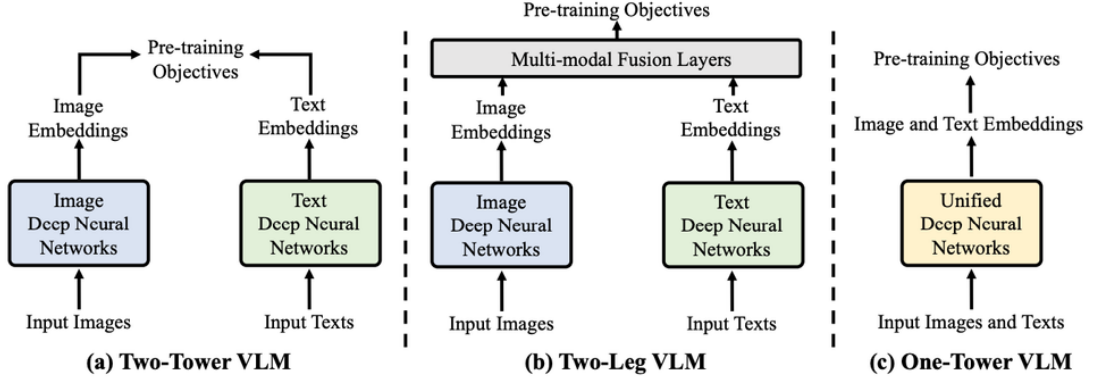 Pre-training
Objectives
Image
Embeddings
Text
Embeddings
Image
Deep Neural
Networks
Text
Deep Neural
Networks
Input Images
Input Texts
(a) Two-Tower VLM
Pre-training Objectives
Multi-modal Fusion Layers
Image
Embeddings
Text
Embeddings
Image
Deep Neural
Networks
Text
Deep Neural
Networks
Input Images
Input Texts
(b) Two-Leg VLM
Pre-training Objectives
Image and Text Embeddings
Unified
Deep Neural
Networks
Input Images and Texts
(c) One-Tower VLM